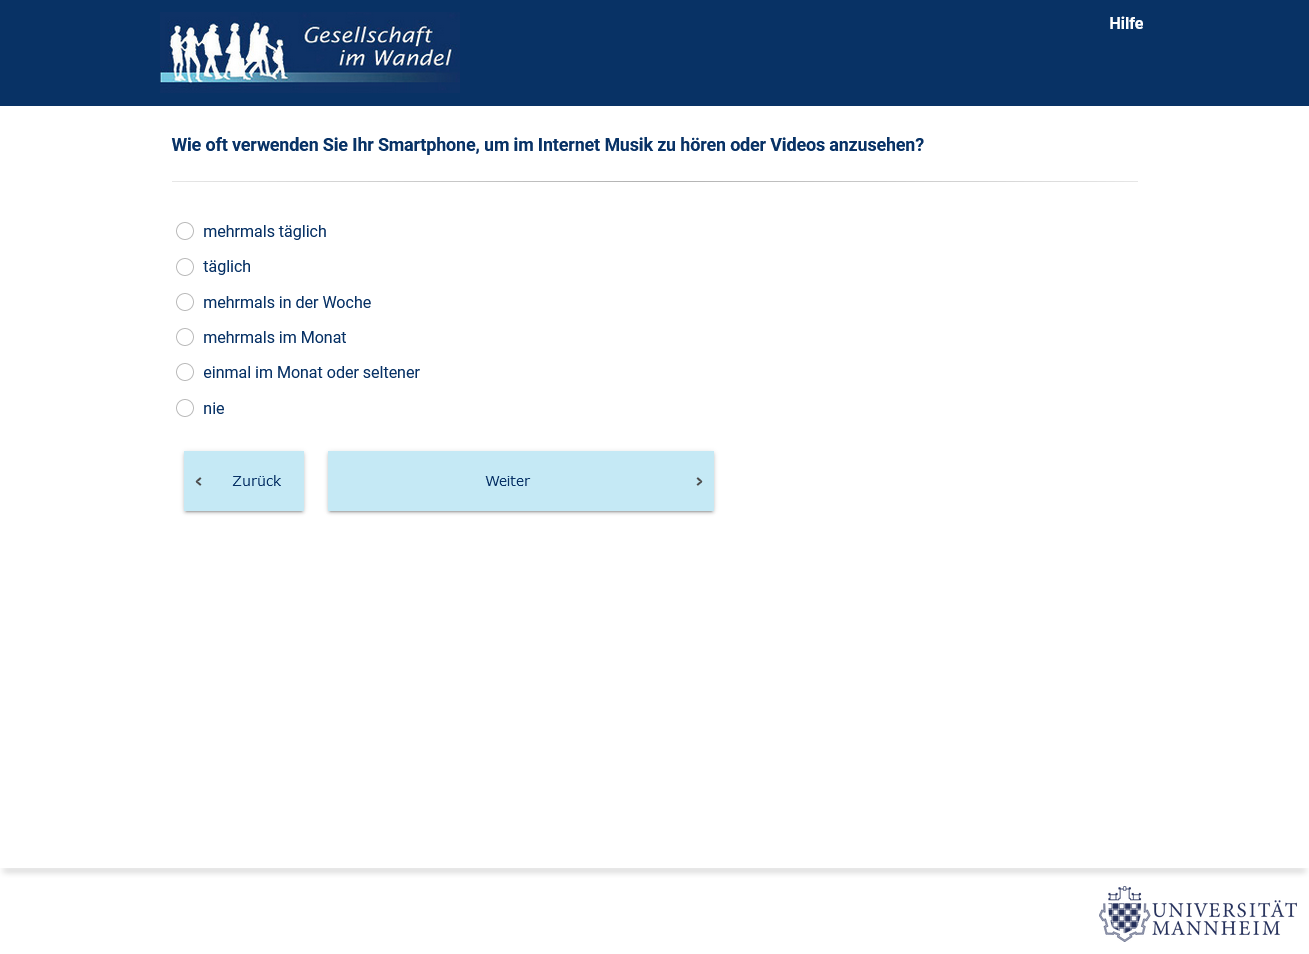 Gesellschaft
im Wandel
Hilfe
Wie oft verwenden Sie Ihr Smartphone, um im Internet Musik zu hören oder Videos anzusehen?
mehrmals täglich
täglich
mehrmals in der Woche
mehrmals im Monat
einmal im Monat oder seltener
nie
Zurück
Weiter
UNIVERSITÄT
MANNHEIM